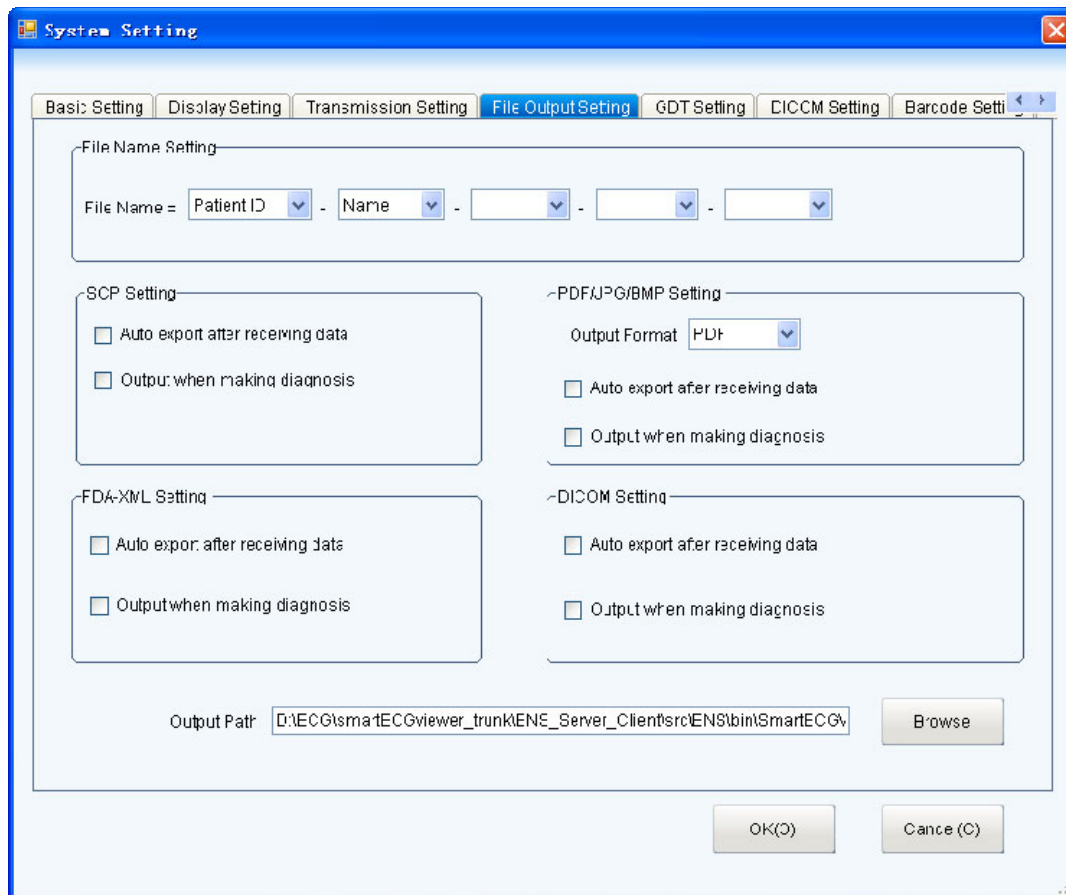 System Setting
Basic Setting
Display Setting
Transmission Setting
File Output Setting
GDT Setting
DICOM Setting
Barcode Setti
File Name Setting
File Name = Patient ID - Name - - -
SCP Setting
Auto export after receiving data
Output when making diagnosis
PDF/JPG/BMP Setting
Output Format PDF
Auto export after receiving data
Output when making diagnosis
FDA-XML Setting
Auto export after receiving data
Output when making diagnosis
DICOM Setting
Auto export after receiving data
Output when making diagnosis
Output Path D:\ECG\smartECGviewer_trunk\ENS_Server_Client\src\ENS\bin\SmartECG\
Browse
OK(O)
Cancel(C)